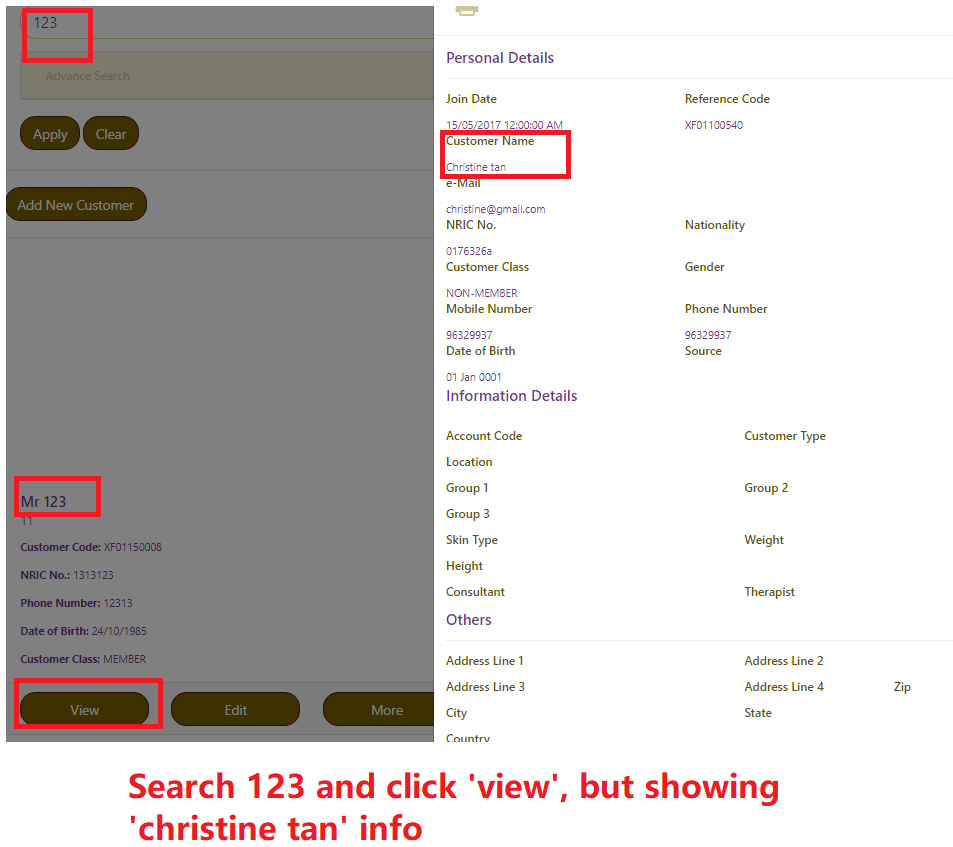 123
Advance Search
Apply Clear
Add New Customer
Mr 123
11
Customer Code: XF01150008
NRIC No.: 1313123
Phone Number: 12313
Date of Birth: 24/10/1985
Customer Class: MEMBER
View Edit More
Personal Details
Join Date Reference Code
15/05/2017 12:00:00 AM XF01100540
Customer Name
Christine tan
e-Mail
christine@gmail.com
NRIC No. Nationality
0176326a
Customer Class Gender
NON-MEMBER
Mobile Number Phone Number
96329937 96329937
Date of Birth Source
01 Jan 0001
Information Details
Account Code Customer Type
Location
Group 1 Group 2
Group 3
Skin Type Weight
Height
Consultant Therapist
Others
Address Line 1 Address Line 2
Address Line 3 Address Line 4 Zip
City State
Country
Search 123 and click 'view', but showing
'christine tan' info